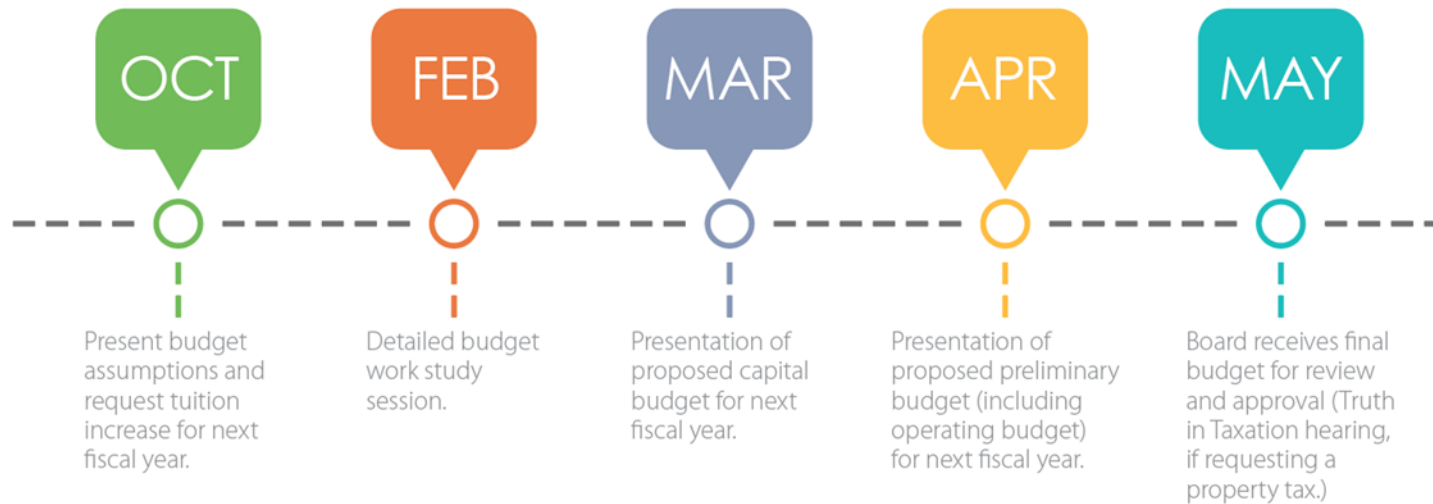 OCT
FEB
MAR
APR
MAY
Present budget
assumptions and
request tuition
increase for next
fiscal year.
Detailed budget
work study
session.
Presentation of
proposed capital
budget for next
fiscal year.
Presentation of
proposed preliminary
budget (including
operating budget)
for next fiscal year.
Board receives final
budget for review
and approval (Truth
in Taxation hearing,
if requesting a
property tax.)